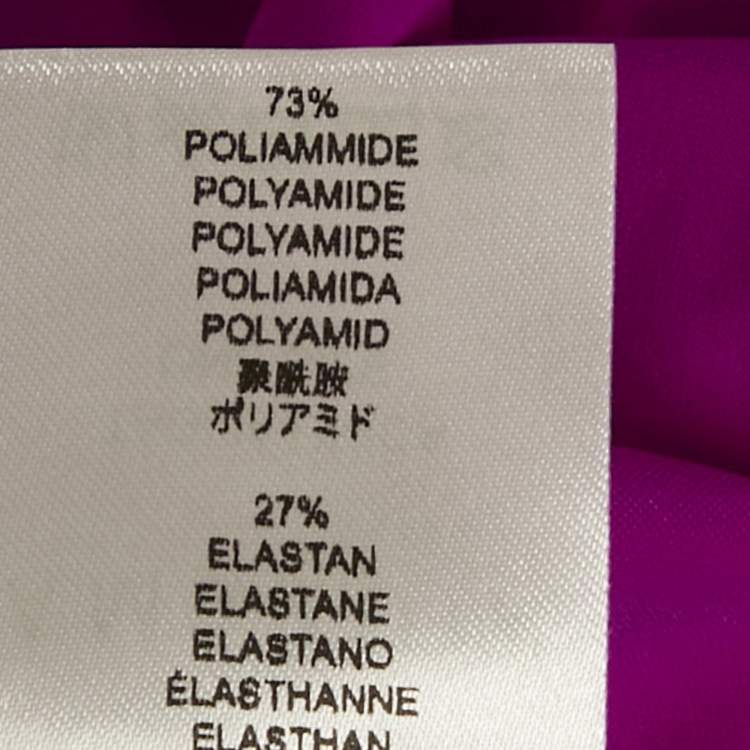 73%
POLIAMMIDE
POLYAMIDE
POLYAMIDE
POLIAMIDA
POLYAMID
聚酰胺
ポリアミド
27%
ELASTAN
ELASTANE
ELASTANO
ÉLASTHANNE
ELASTHAN